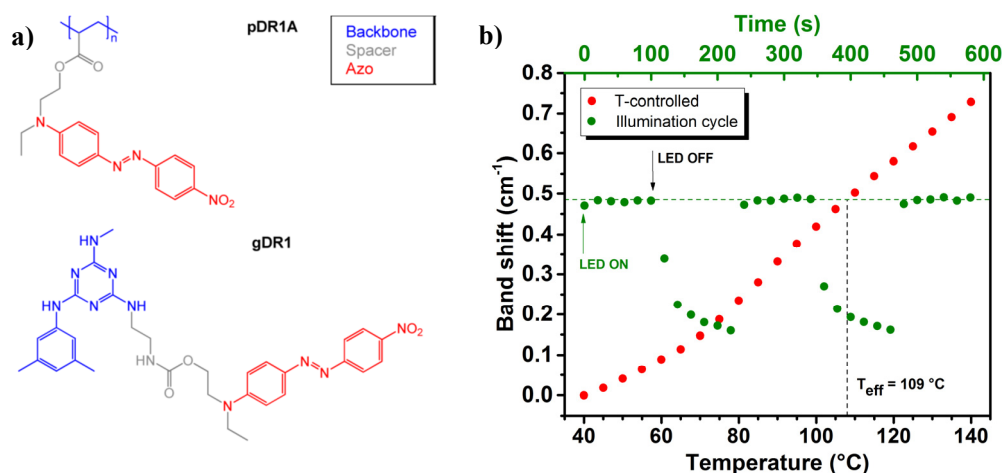 a)
pDR1A
Backbone
Spacer
Azo
n
O
O
N
N
N
NO2
gDR1
HN
N
N
HN
N
NH
HN
O
O
N
N
N
NO2
b)
Time (s)
0 100 200 300 400 500 600
0.8
0.7
0.6
0.5
0.4
0.3
0.2
0.1
0.0
Band shift (cm-1)
T-controlled
Illumination cycle
LED OFF
LED ON
Teff = 109 °C
40 60 80 100 120 140
Temperature (°C)